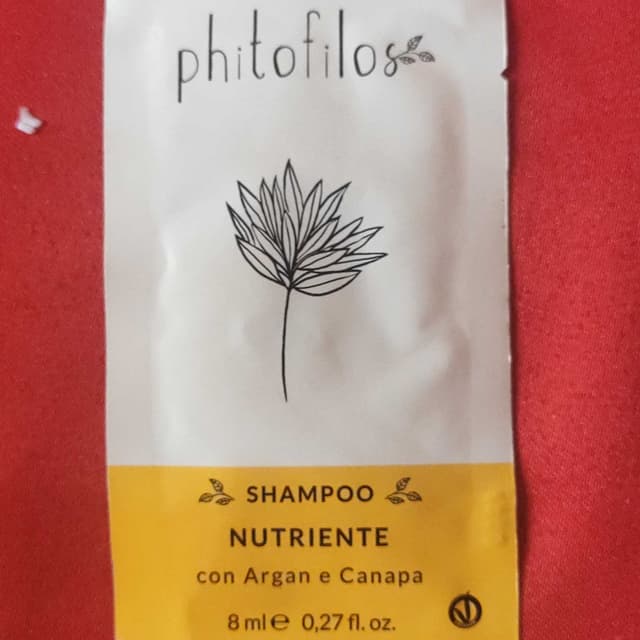 phitofilos
SHAMPOO
NUTRIENTE
con Argan e Canapa
8 ml ℮ 0,27 fl. oz.